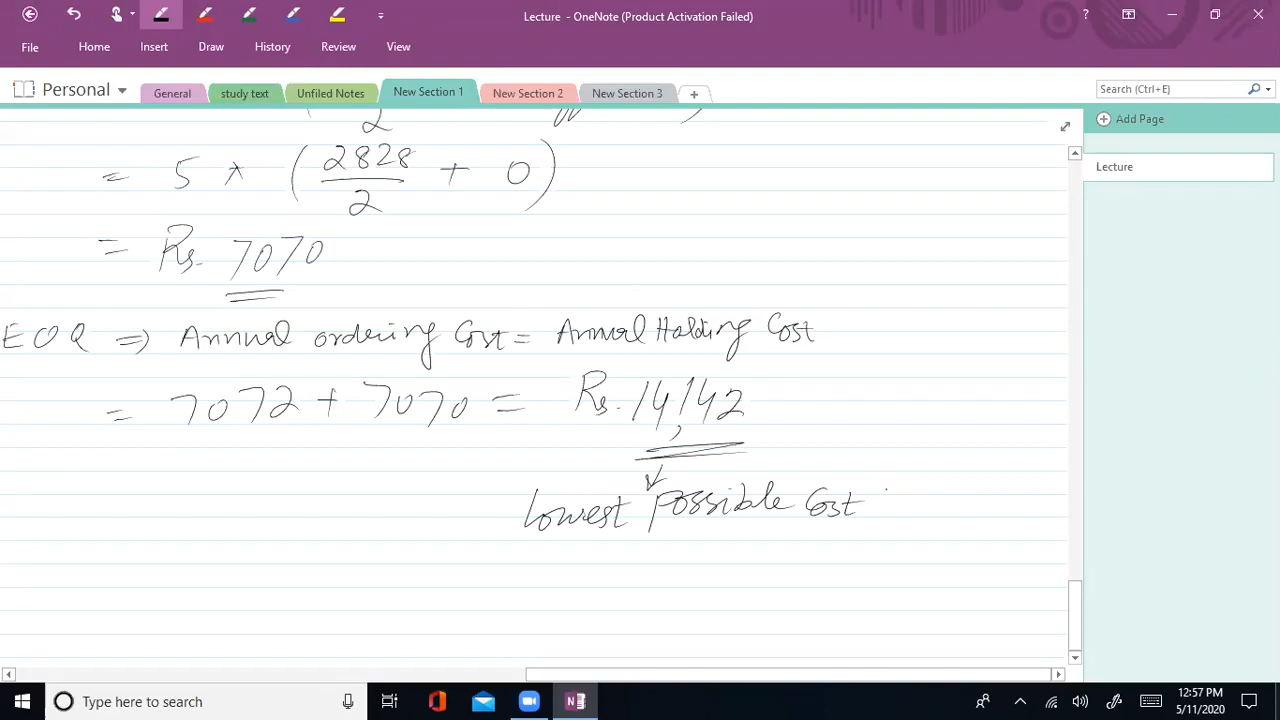 Lecture - OneNote (Product Activation Failed)
File Home Insert Draw History Review View
Personal General study text Unfiled Notes New Section 1 New Section 2 New Section 3 + Search (Ctrl+E)
Add Page
Lecture
2
= 5 * (2828/2 + 0)
= Rs. 7070
EOQ ⇒ Annual ordering Cost = Annual Holding Cost
= 7072 + 7070 = Rs. 14,142
lowest possible Cost
Type here to search
12:57 PM
5/11/2020